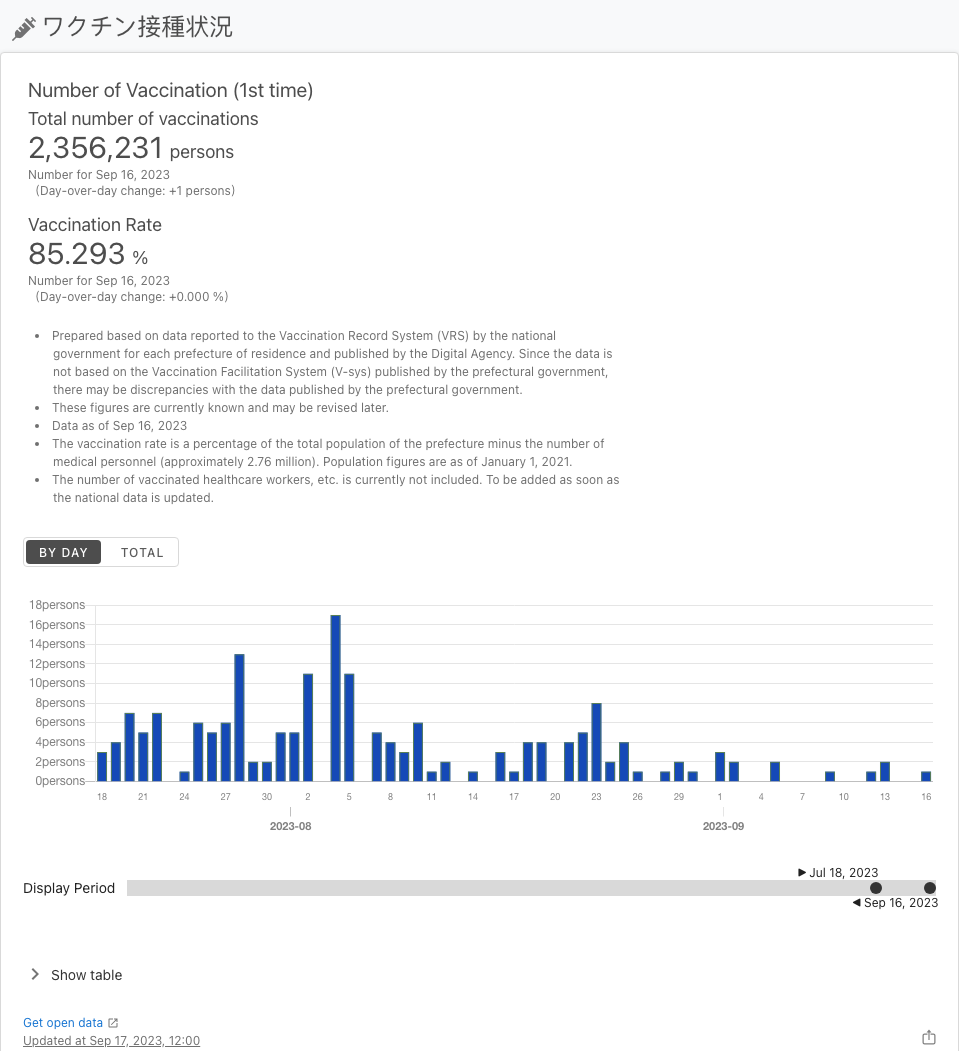 ワクチン接種状況
Number of Vaccination (1st time)
Total number of vaccinations
2,356,231 persons
Number for Sep 16, 2023
(Day-over-day change: +1 persons)
Vaccination Rate
85.293 %
Number for Sep 16, 2023
(Day-over-day change: +0.000 %)
• Prepared based on data reported to the Vaccination Record System (VRS) by the national
government for each prefecture of residence and published by the Digital Agency. Since the data is
not based on the Vaccination Facilitation System (V-sys) published by the prefectural government,
there may be discrepancies with the data published by the prefectural government.
• These figures are currently known and may be revised later.
• Data as of Sep 16, 2023
• The vaccination rate is a percentage of the total population of the prefecture minus the number of
medical personnel (approximately 2.76 million). Population figures are as of January 1, 2021.
• The number of vaccinated healthcare workers, etc. is currently not included. To be added as soon as
the national data is updated.
BY DAY TOTAL
18persons
16persons
14persons
12persons
10persons
8persons
6persons
4persons
2persons
0persons
18 21 24 27 30 2 5 8 11 14 17 20 23 26 29 1 4 7 10 13 16
2023-08 2023-09
▶ Jul 18, 2023
Display Period
◀ Sep 16, 2023
Show table
Get open data
Updated at Sep 17, 2023, 12:00